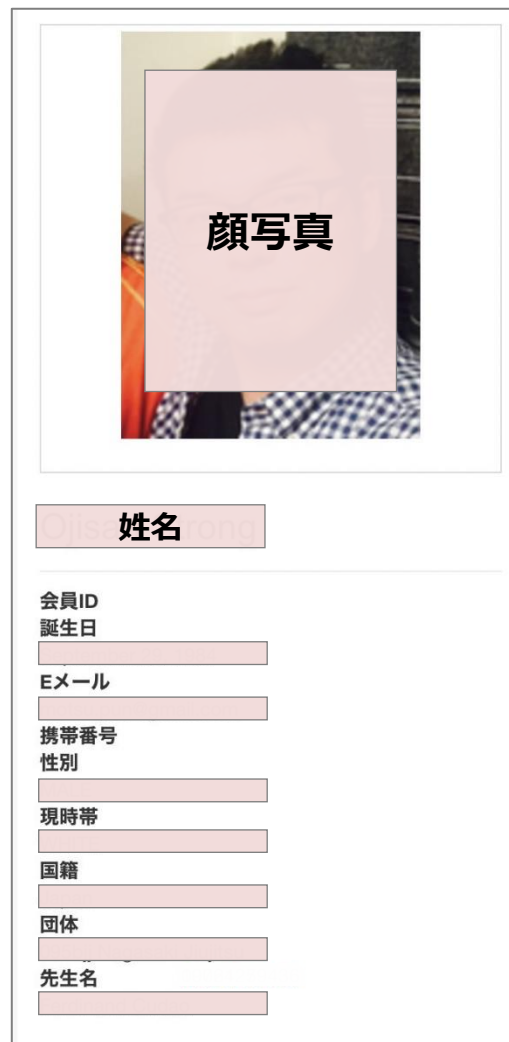 顔写真
姓名
会員ID
誕生日
Eメール
携帯番号
性別
現時帯
国籍
団体
先生名